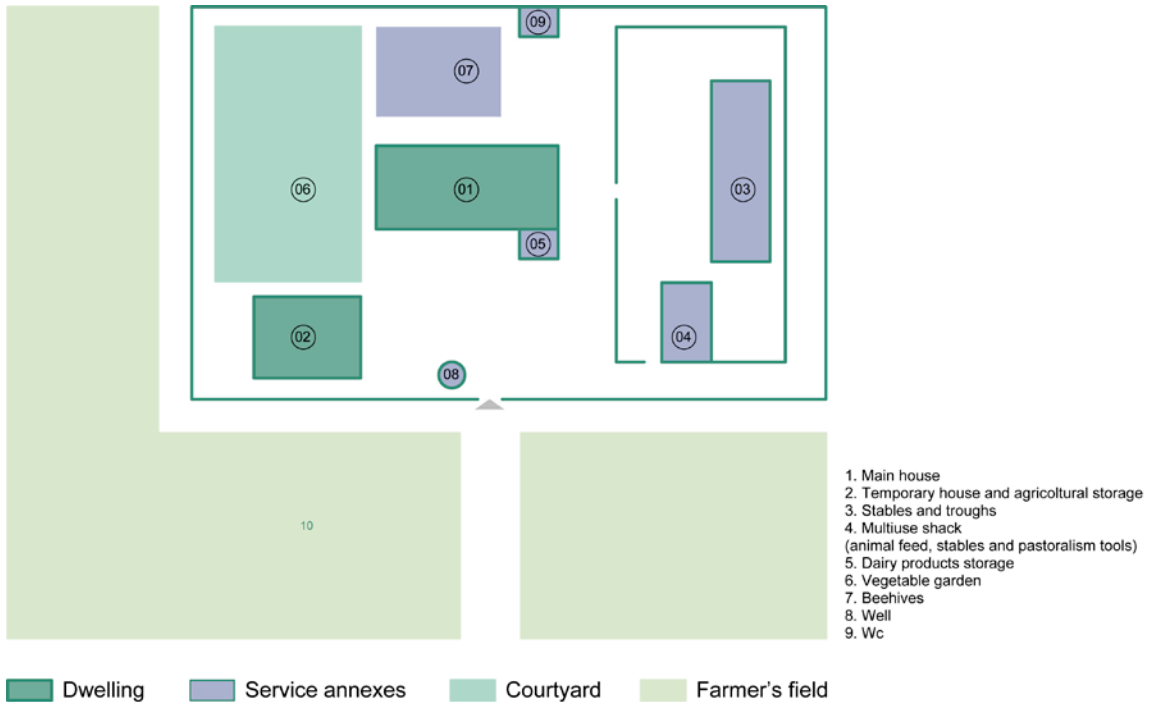 09
07
06
01
03
05
02
04
08
10
1. Main house
2. Temporary house and agricoltural storage
3. Stables and troughs
4. Multiuse shack
(animal feed, stables and pastoralism tools)
5. Dairy products storage
6. Vegetable garden
7. Beehives
8. Well
9. Wc
Dwelling
Service annexes
Courtyard
Farmer's field